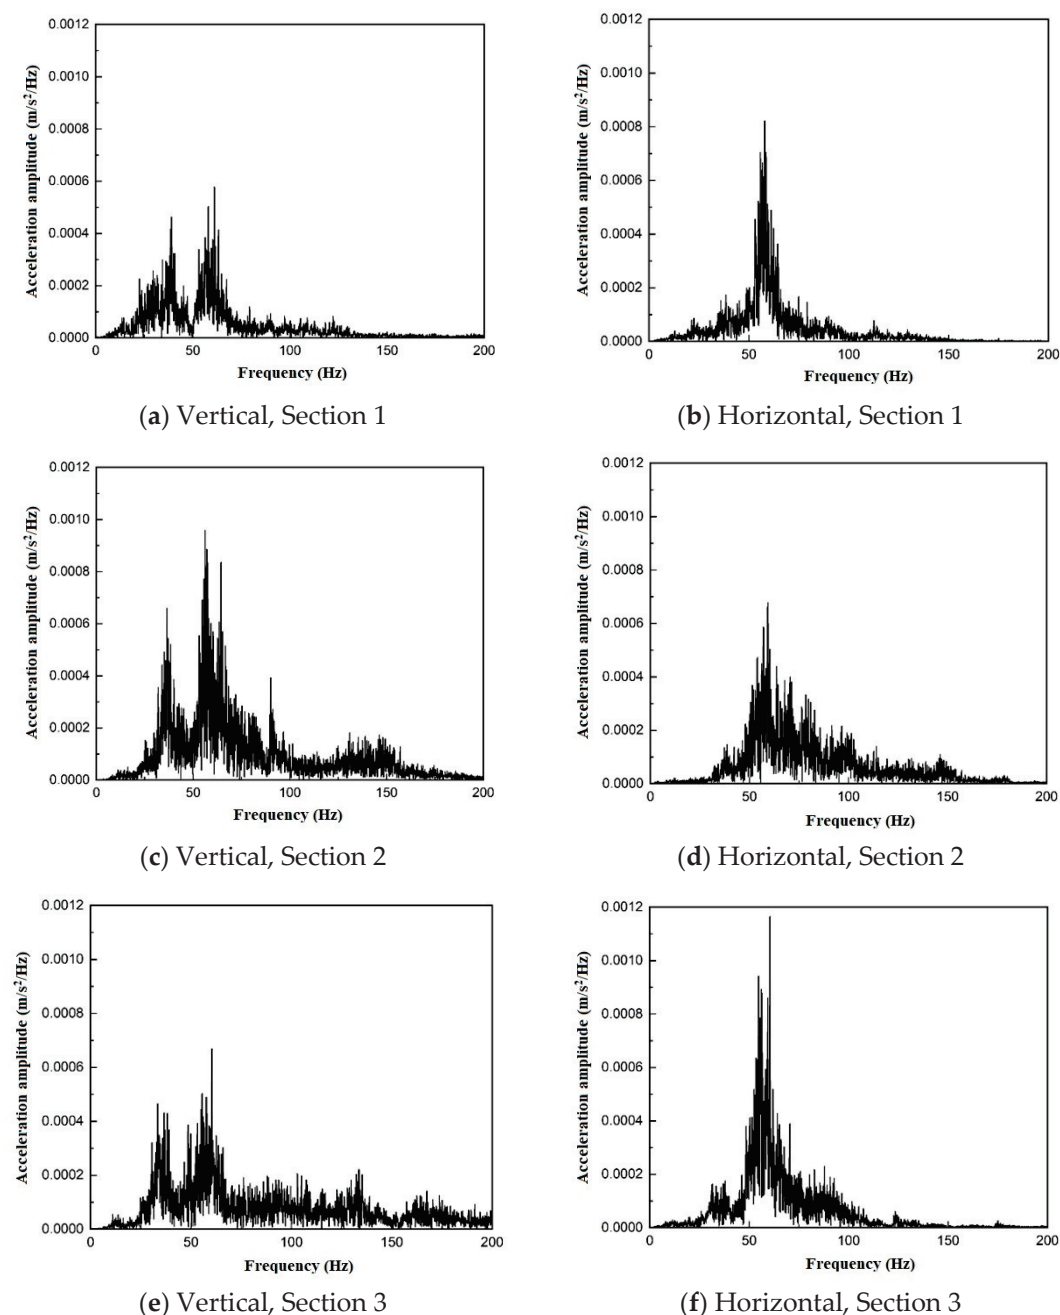 0.0012
0.0010
0.0008
0.0006
0.0004
0.0002
0.0000
Acceleration amplitude (m/s²/Hz)
0 50 100 150 200
Frequency (Hz)
(a) Vertical, Section 1
0.0012
0.0010
0.0008
0.0006
0.0004
0.0002
0.0000
Acceleration amplitude (m/s²/Hz)
0 50 100 150 200
Frequency (Hz)
(b) Horizontal, Section 1
0.0012
0.0010
0.0008
0.0006
0.0004
0.0002
0.0000
Acceleration amplitude (m/s²/Hz)
0 50 100 150 200
Frequency (Hz)
(c) Vertical, Section 2
0.0012
0.0010
0.0008
0.0006
0.0004
0.0002
0.0000
Acceleration amplitude (m/s²/Hz)
0 50 100 150 200
Frequency (Hz)
(d) Horizontal, Section 2
0.0012
0.0010
0.0008
0.0006
0.0004
0.0002
0.0000
Acceleration amplitude (m/s²/Hz)
0 50 100 150 200
Frequency (Hz)
(e) Vertical, Section 3
0.0012
0.0010
0.0008
0.0006
0.0004
0.0002
0.0000
Acceleration amplitude (m/s²/Hz)
0 50 100 150 200
Frequency (Hz)
(f) Horizontal, Section 3